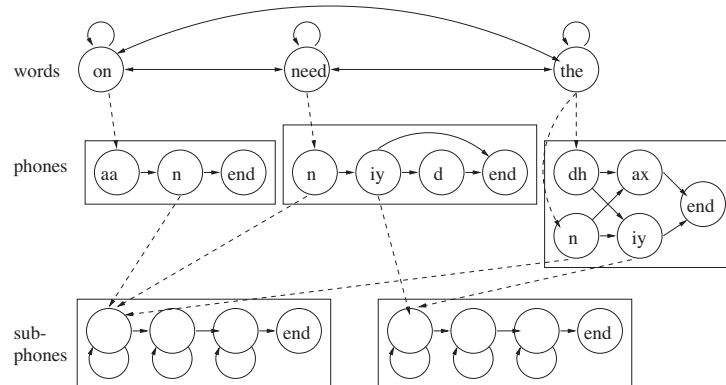 words
on
need
the
phones
aa
n
end
n
iy
d
end
dh
ax
end
n
iy
sub-
phones
end
end